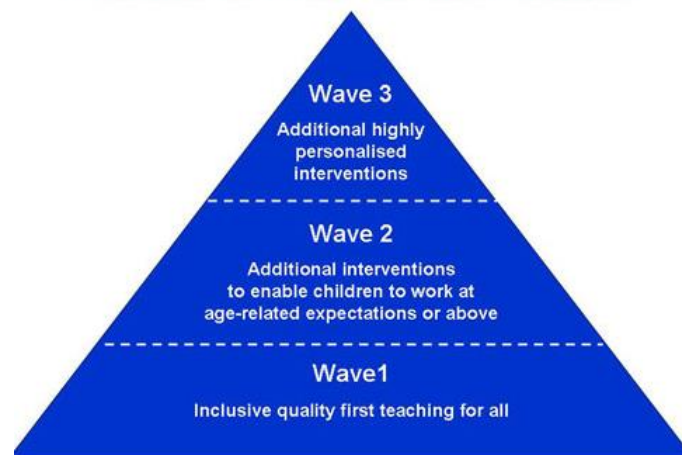 Wave 3
Additional highly
personalised
interventions
Wave 2
Additional interventions
to enable children to work at
age-related expectations or above
Wave1
Inclusive quality first teaching for all